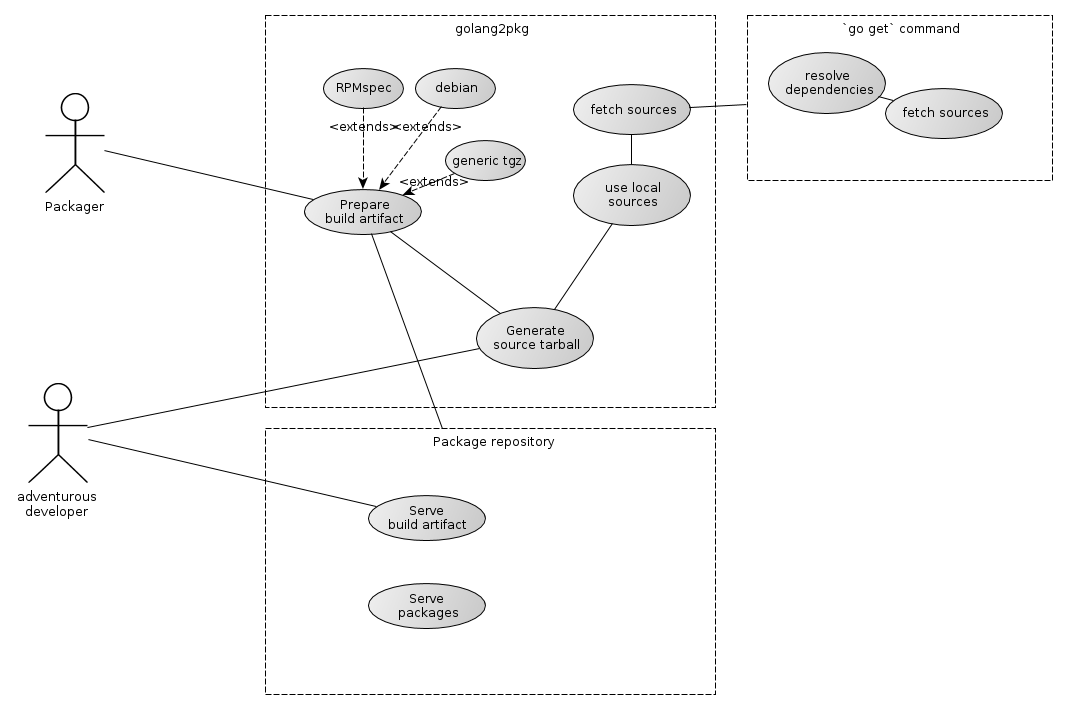 golang2pkg
`go get` command
RPMspec
debian
resolve
dependencies
fetch sources
fetch sources
<extends>
<extends>
generic tgz
<extends>
use local
sources
Packager
Prepare
build artifact
Generate
source tarball
Package repository
adventurous
developer
Serve
build artifact
Serve
packages